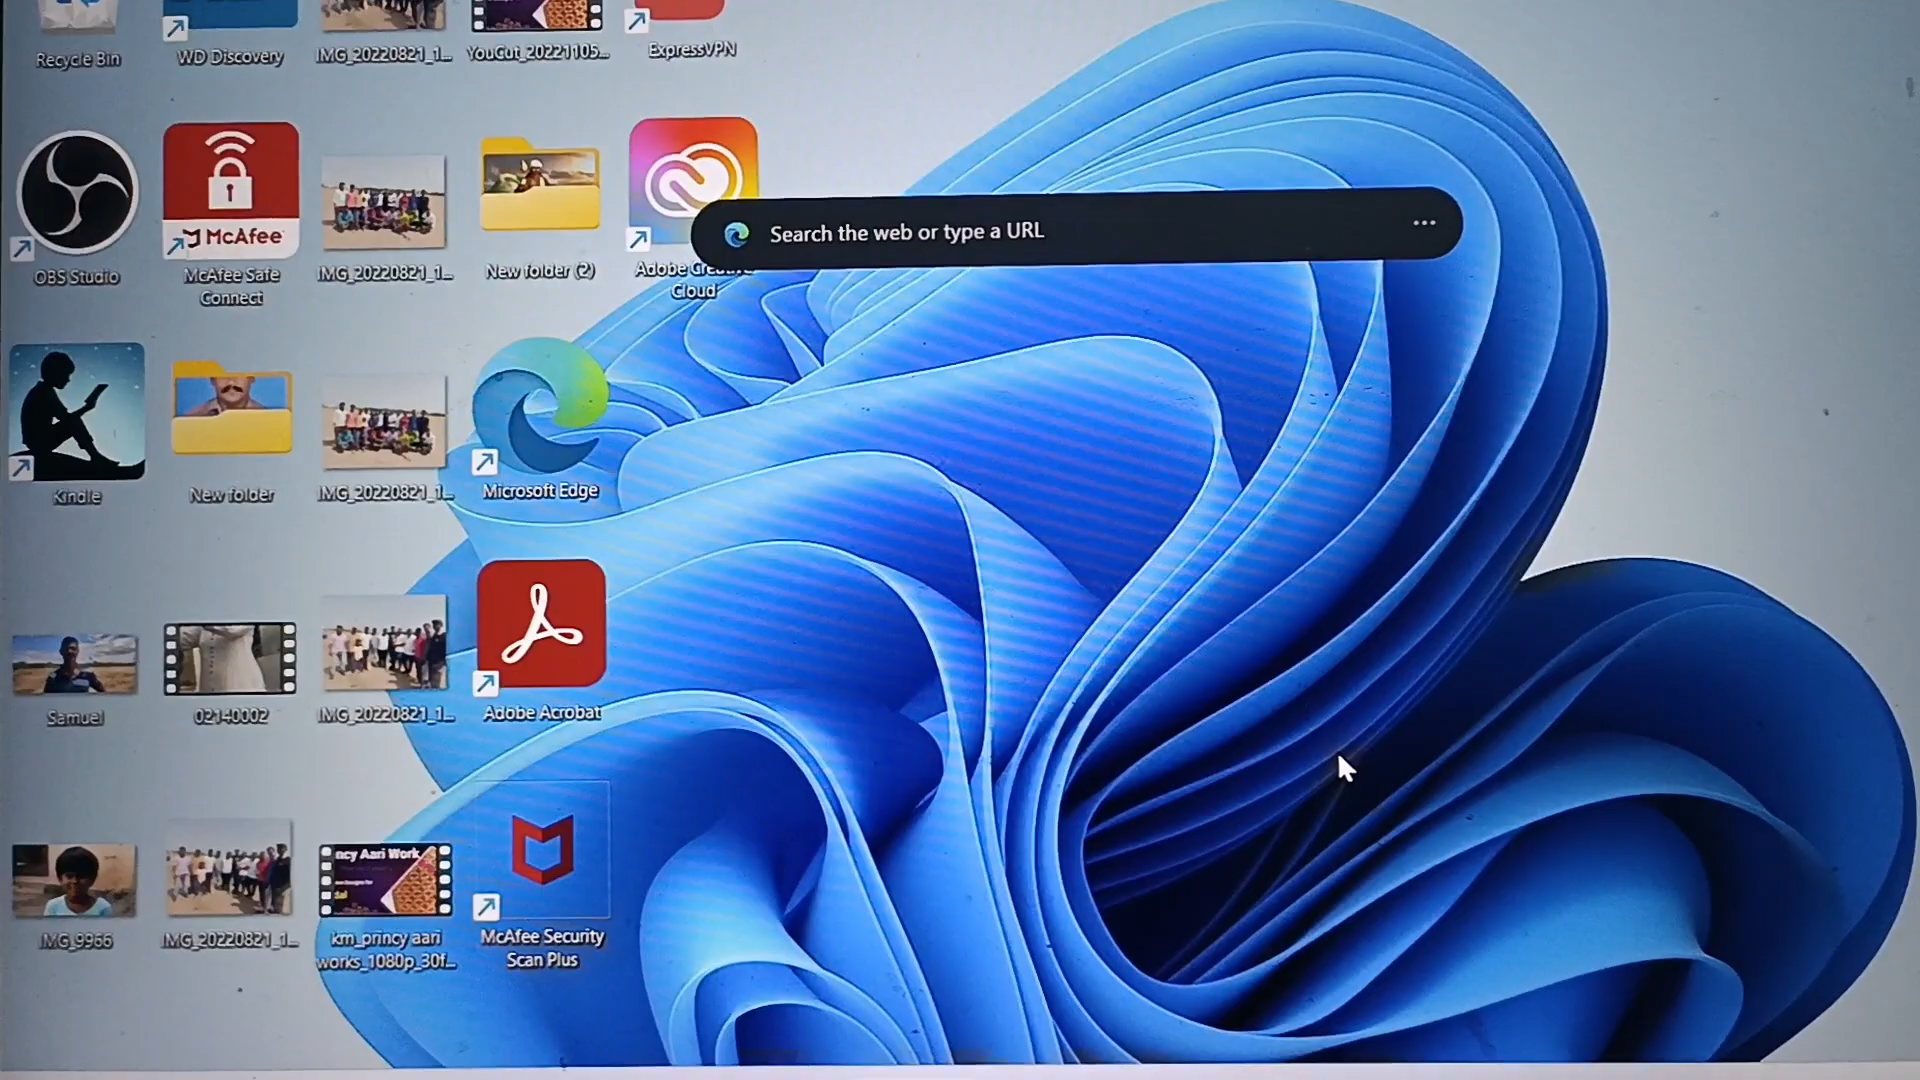 Recycle Bin
WD Discovery
IMG_20220821_1...
YouCut_20221105...
ExpressVPN
McAfee
OBS Studio
McAfee Safe
Connect
IMG_20220821_1...
New folder (2)
Adobe Creative
Cloud
Search the web or type a URL
Kindle
New folder
IMG_20220821_1...
Microsoft Edge
Samuel
02140002
IMG_20220821_1...
Adobe Acrobat
ncy Aari Work
IMG_9966
IMG_20220821_1...
km_princy aari
works_1080p_30f...
McAfee Security
Scan Plus